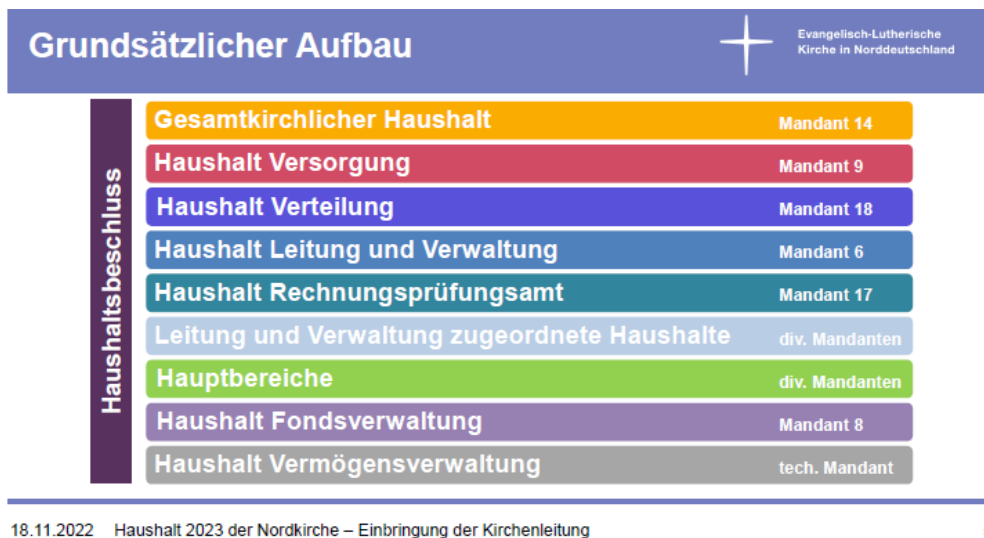 Grundsätzlicher Aufbau
Evangelisch-Lutherische
Kirche in Norddeutschland
Haushaltsbeschluss
Gesamtkirchlicher Haushalt Mandant 14
Haushalt Versorgung Mandant 9
Haushalt Verteilung Mandant 18
Haushalt Leitung und Verwaltung Mandant 6
Haushalt Rechnungsprüfungsamt Mandant 17
Leitung und Verwaltung zugeordnete Haushalte div. Mandanten
Hauptbereiche div. Mandanten
Haushalt Fondsverwaltung Mandant 8
Haushalt Vermögensverwaltung tech. Mandant
18.11.2022 Haushalt 2023 der Nordkirche – Einbringung der Kirchenleitung